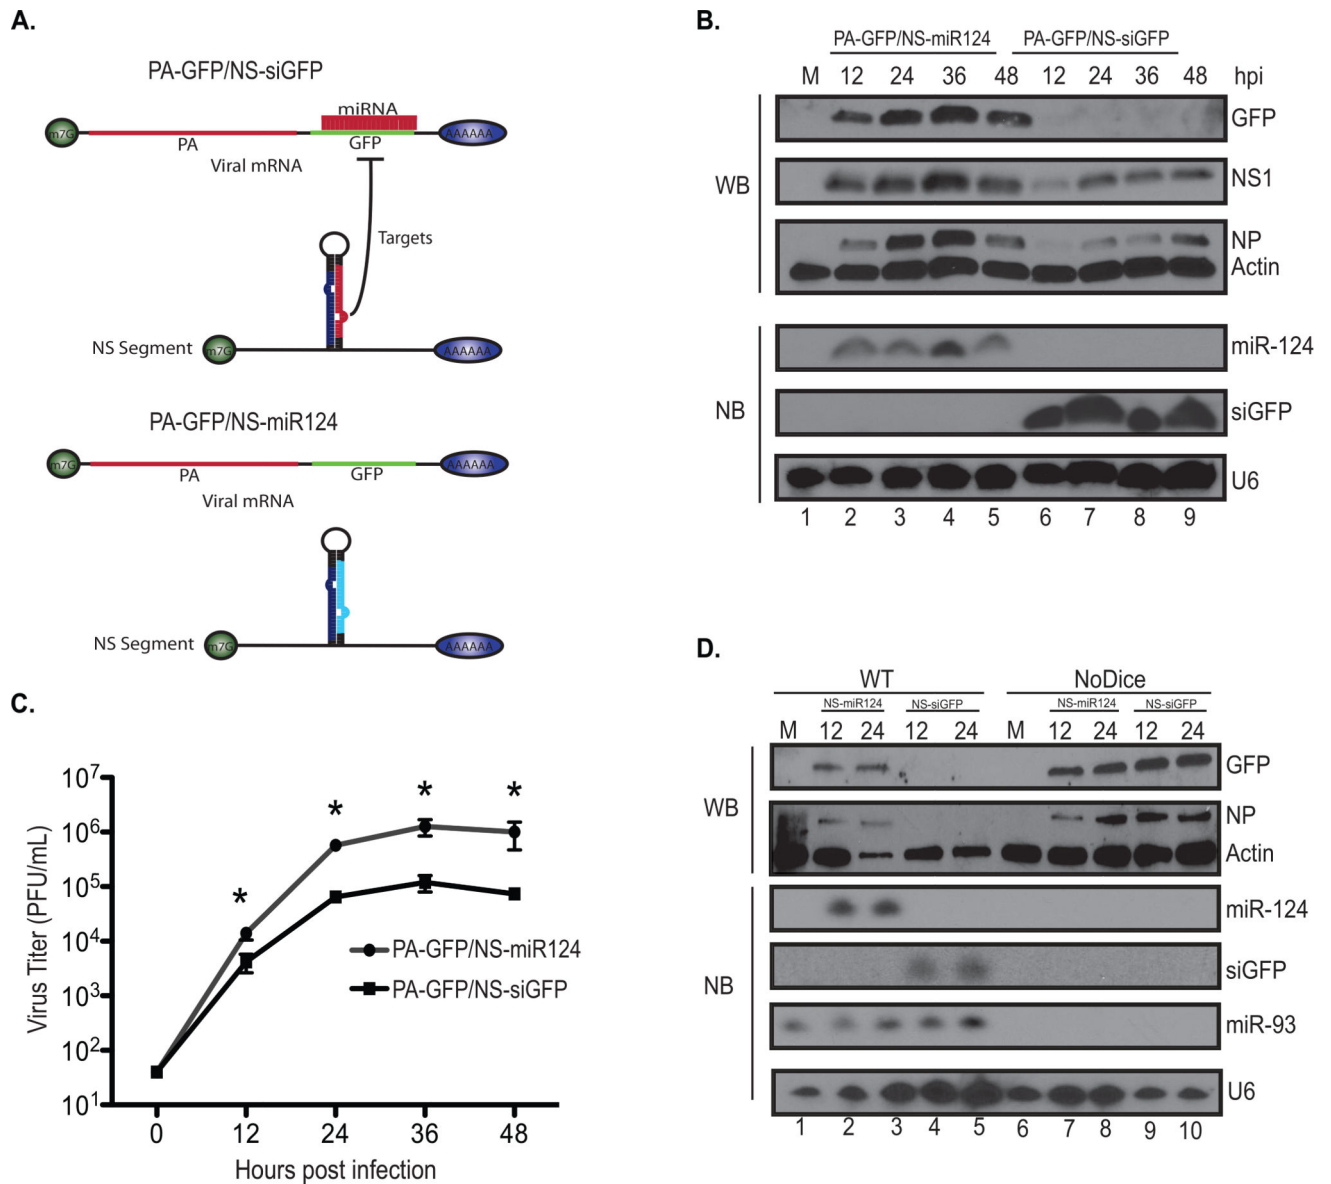 A.
PA-GFP/NS-siGFP
miRNA
m7G
AAAAAA
PA
GFP
Viral mRNA
Targets
NS Segment
m7G
AAAAAA
PA-GFP/NS-miR124
m7G
AAAAAA
PA
GFP
Viral mRNA
NS Segment
m7G
AAAAAA
B.
PA-GFP/NS-miR124 PA-GFP/NS-siGFP
M 12 24 36 48 12 24 36 48 hpi
WB
GFP
NS1
NP
Actin
NB
miR-124
siGFP
U6
1 2 3 4 5 6 7 8 9
C.
Virus Titer (PFU/mL)
10^7
10^6
10^5
10^4
10^3
10^2
10^1
* * * *
PA-GFP/NS-miR124
PA-GFP/NS-siGFP
0 12 24 36 48
Hours post infection
D.
WT NoDice
NS-miR124 NS-siGFP NS-miR124 NS-siGFP
M 12 24 12 24 M 12 24 12 24
WB
GFP
NP
Actin
NB
miR-124
siGFP
miR-93
U6
1 2 3 4 5 6 7 8 9 10